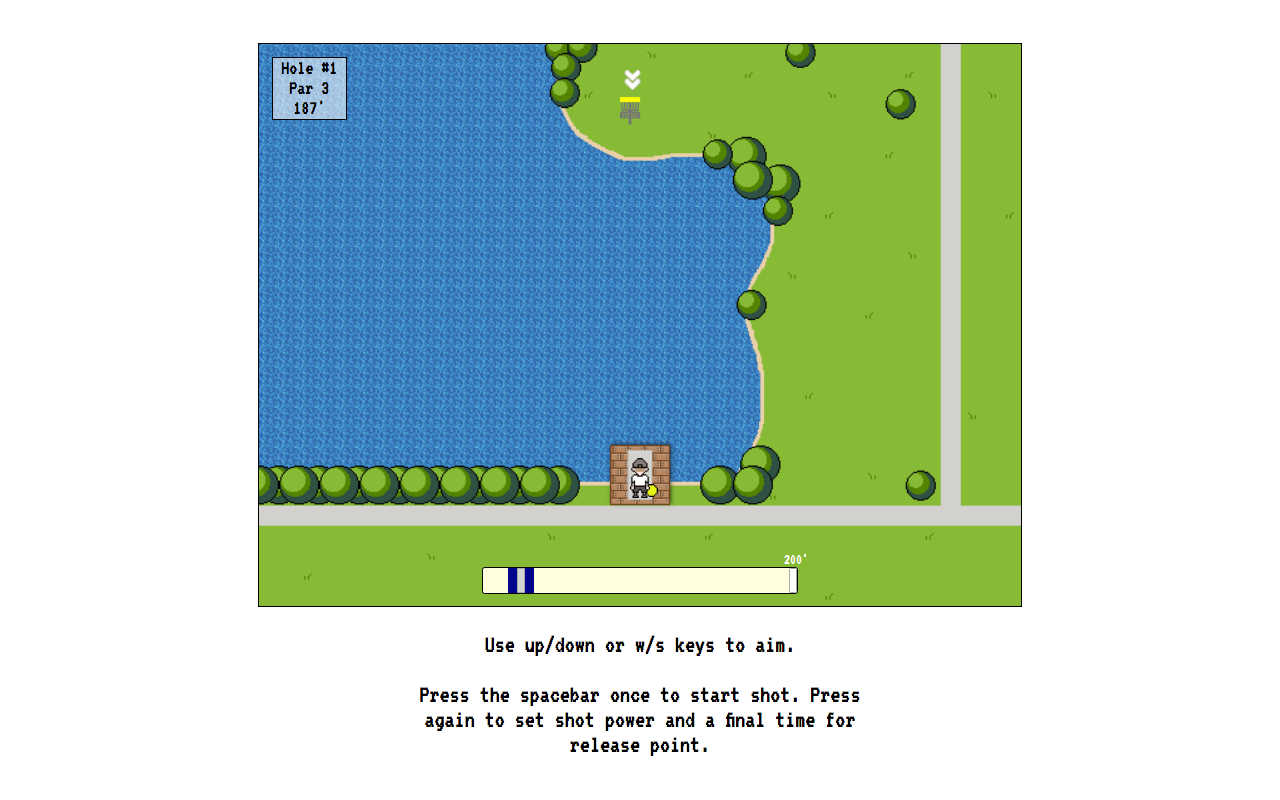 Hole #1
Par 3
187'
200'
Use up/down or w/s keys to aim.
Press the spacebar once to start shot. Press
again to set shot power and a final time for
release point.